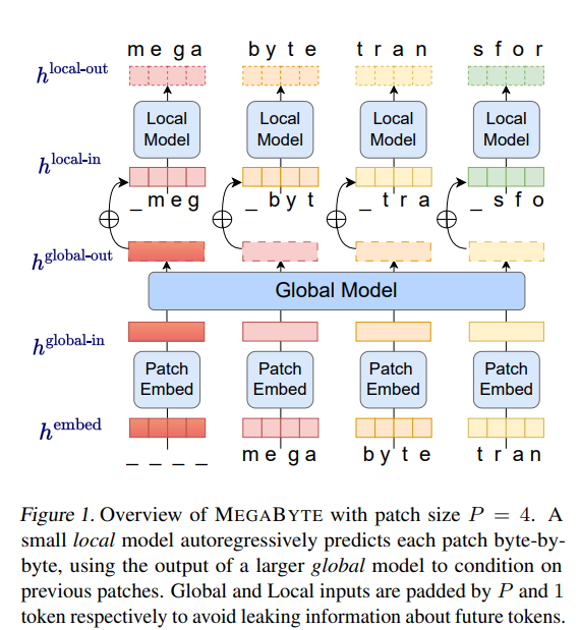 m e g a b y t e t r a n s f o r
h^local-out
Local Model Local Model Local Model Local Model
h^local-in
_ m e g _ b y t _ t r a _ s f o
h^global-out
Global Model
h^global-in
Patch Embed Patch Embed Patch Embed Patch Embed
h^embed
_ _ _ _ m e g a b y t e t r a n
Figure 1. Overview of MEGABYTE with patch size P = 4. A
small local model autoregressively predicts each patch byte-by-
byte, using the output of a larger global model to condition on
previous patches. Global and Local inputs are padded by P and 1
token respectively to avoid leaking information about future tokens.